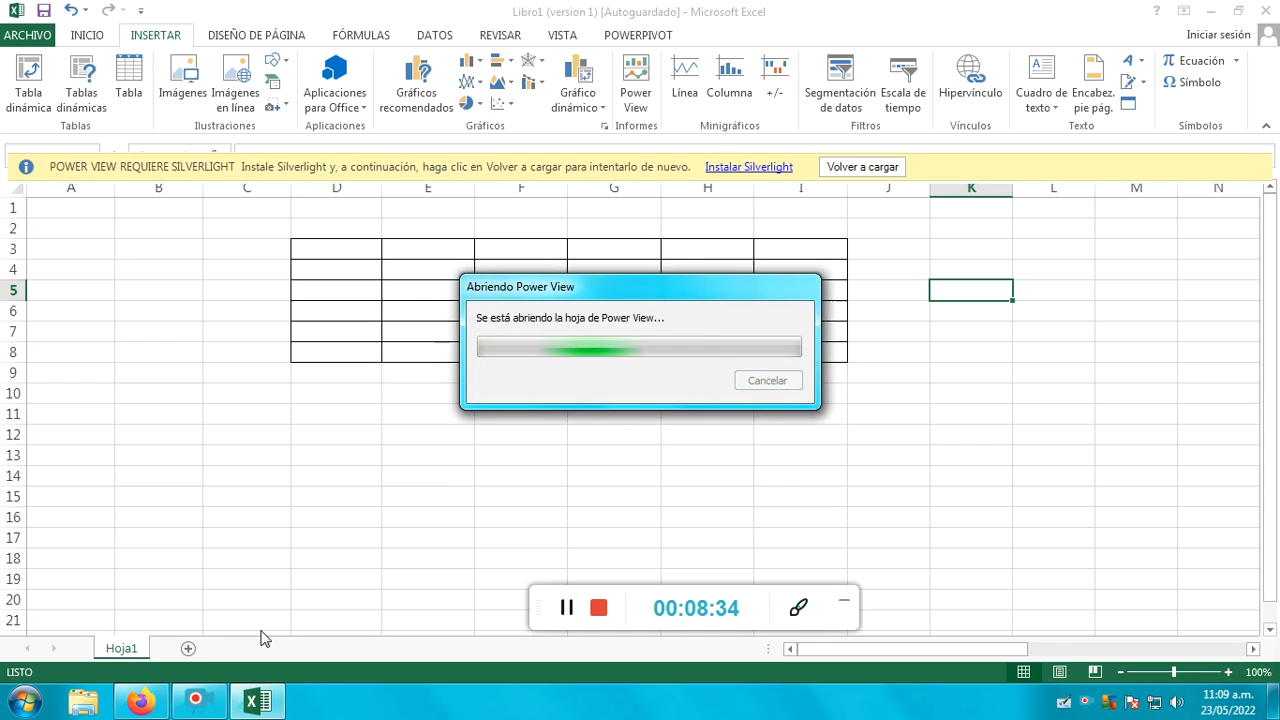 Libro1 (version 1) [Autoguardado] - Microsoft Excel
?
ARCHIVO INICIO INSERTAR DISEÑO DE PÁGINA FÓRMULAS DATOS REVISAR VISTA POWERPIVOT Iniciar sesión
Tabla dinámica
Tablas dinámicas
Tabla
Imágenes
Imágenes en línea
Aplicaciones para Office
Gráficos recomendados
Gráfico dinámico
Power View
Línea
Columna
+/-
Segmentación de datos
Escala de tiempo
Hipervínculo
Cuadro de texto
Encabez. pie pág.
π Ecuación
Ω Símbolo
Tablas Ilustraciones Aplicaciones Gráficos Informes Minigráficos Filtros Vínculos Texto Símbolos
POWER VIEW REQUIERE SILVERLIGHT Instale Silverlight y, a continuación, haga clic en Volver a cargar para intentarlo de nuevo. Instalar Silverlight Volver a cargar
A B C D E F G H I J K L M N
1
2
3
4
5
6
7
8
9
10
11
12
13
14
15
16
17
18
19
20
21
Abriendo Power View
Se está abriendo la hoja de Power View...
Cancelar
00:08:34
Hoja1
LISTO 100%
11:09 a.m.
23/05/2022